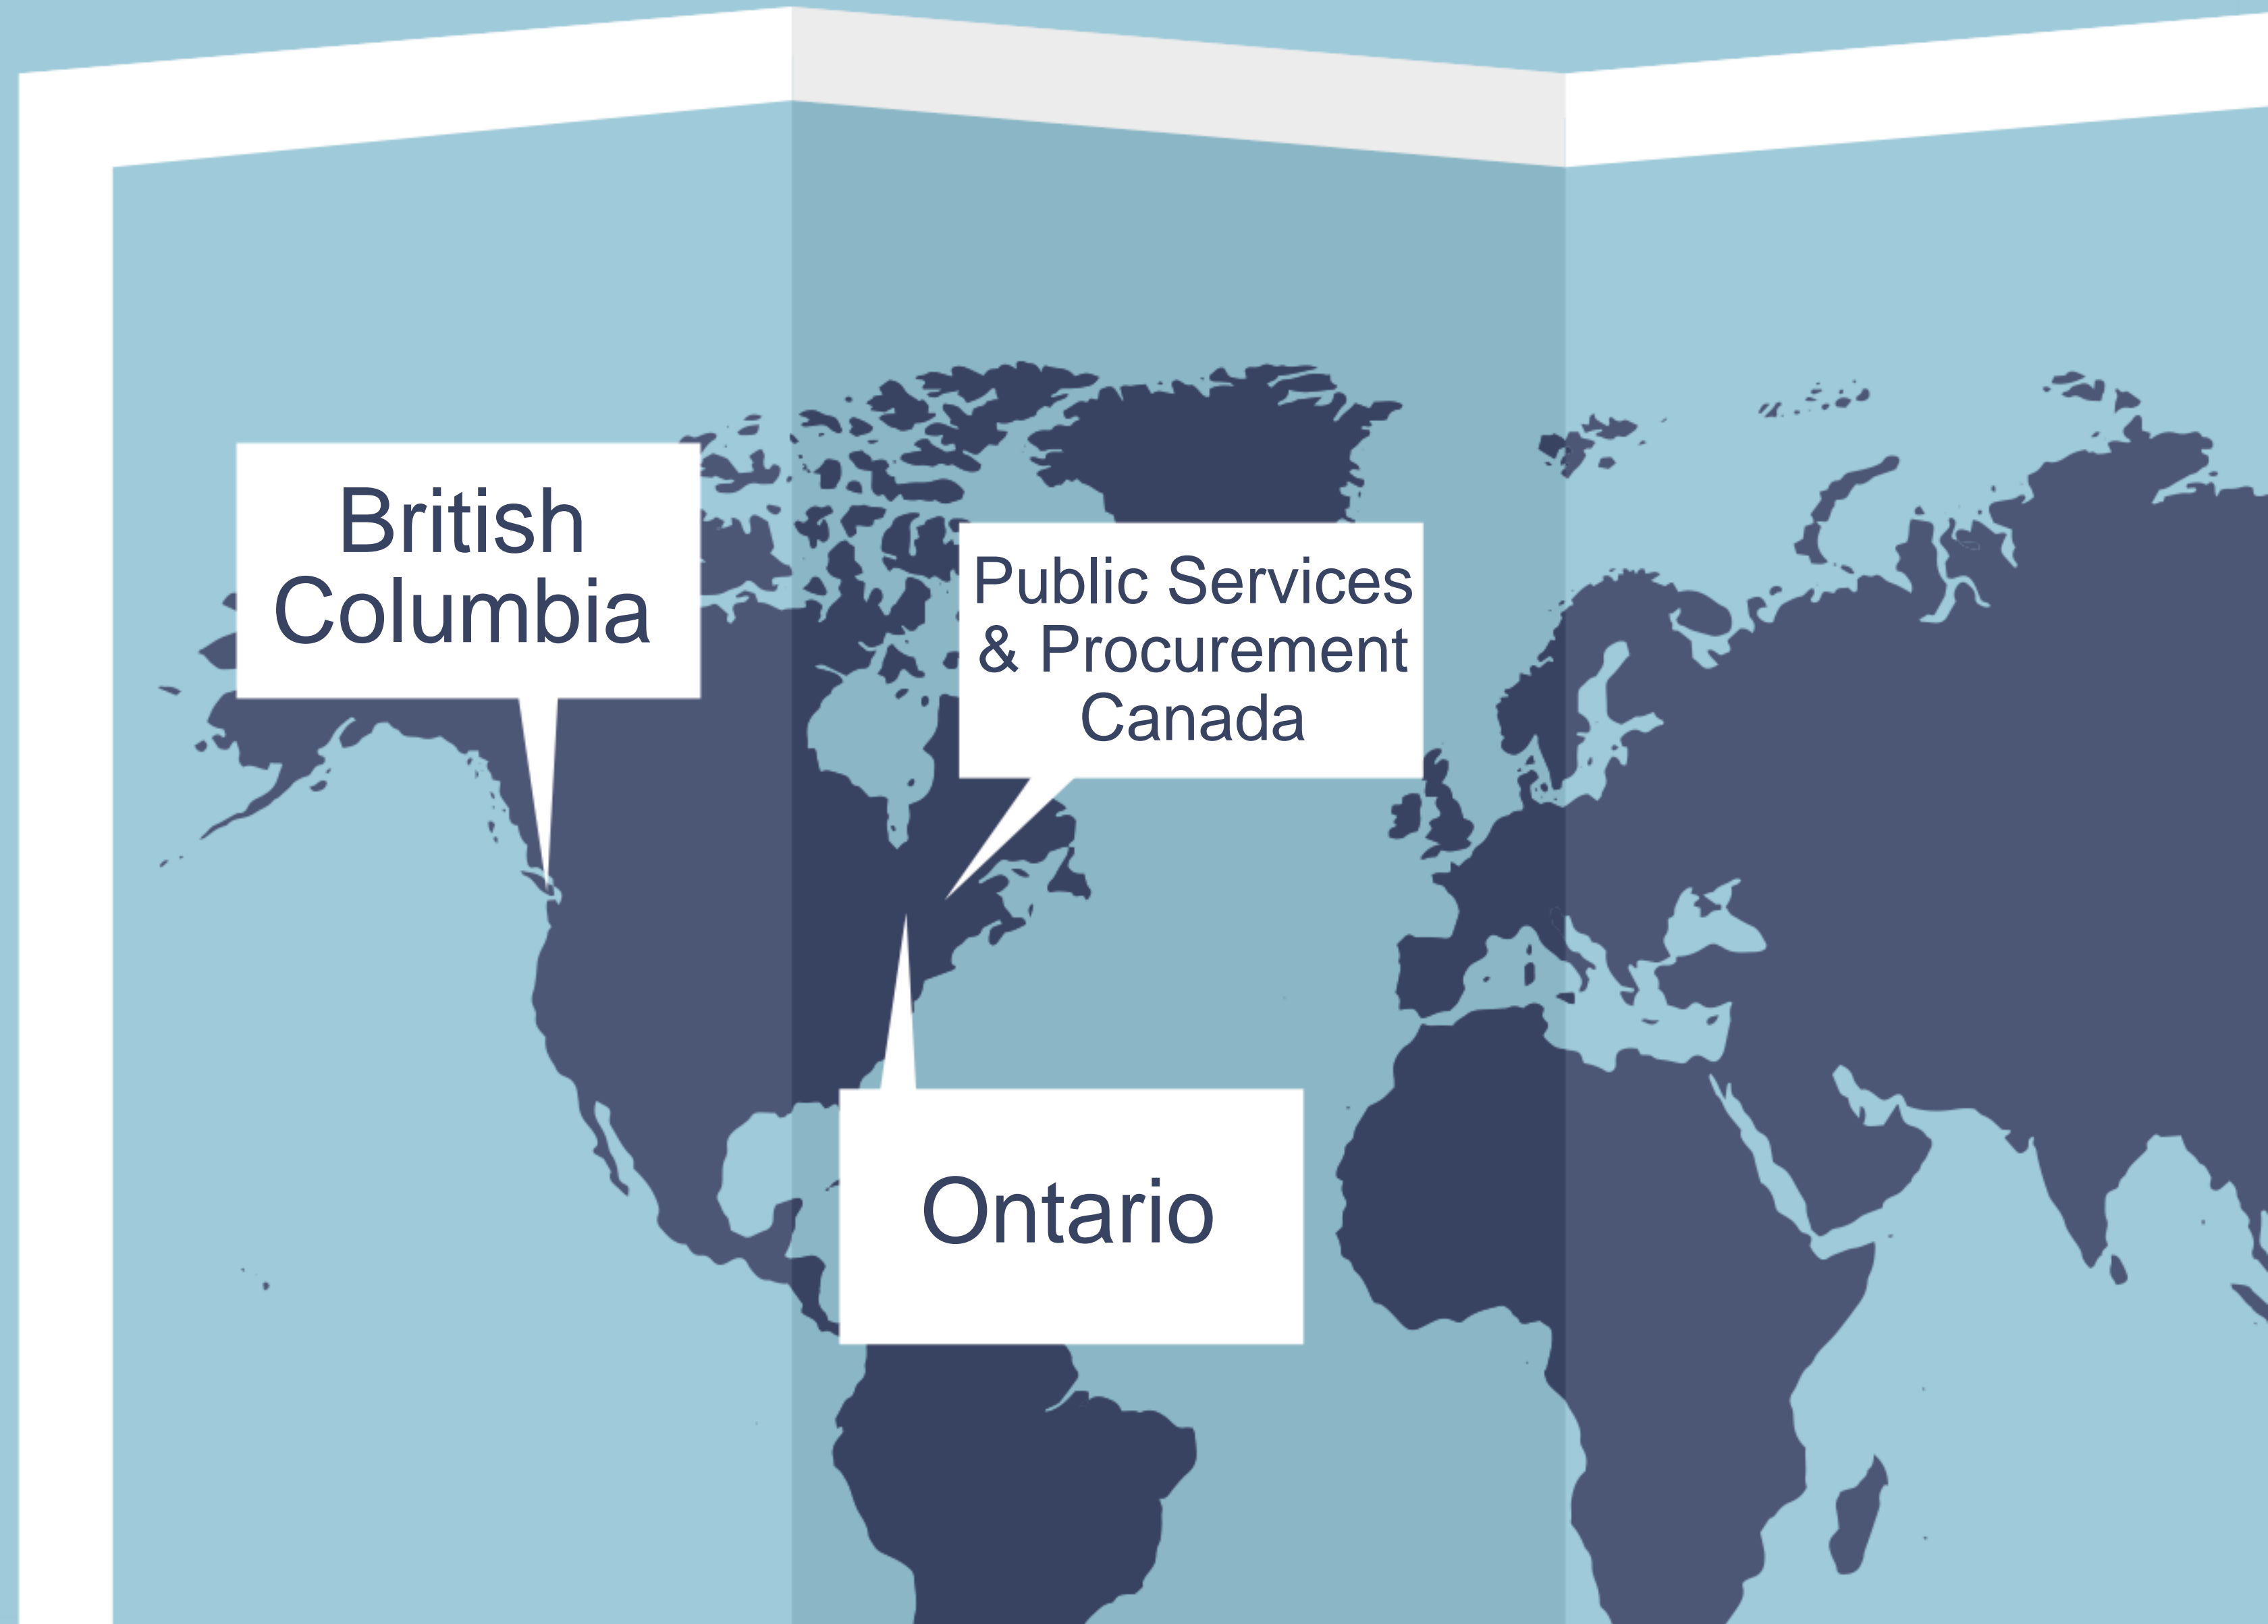 British
Columbia
Public Services
& Procurement
Canada
Ontario